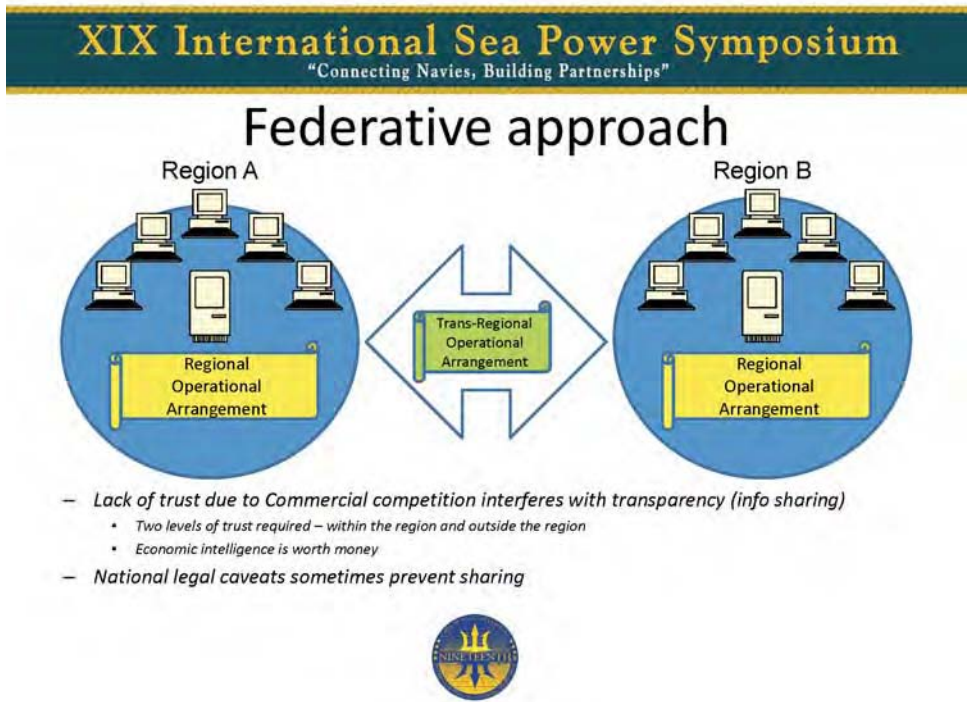 XIX International Sea Power Symposium
"Connecting Navies, Building Partnerships"
Federative approach
Region A
Region B
Trans-Regional
Operational
Arrangement
Regional
Operational
Arrangement
Regional
Operational
Arrangement
– Lack of trust due to Commercial competition interferes with transparency (info sharing)
• Two levels of trust required – within the region and outside the region
• Economic intelligence is worth money
– National legal caveats sometimes prevent sharing
NINETEENTH